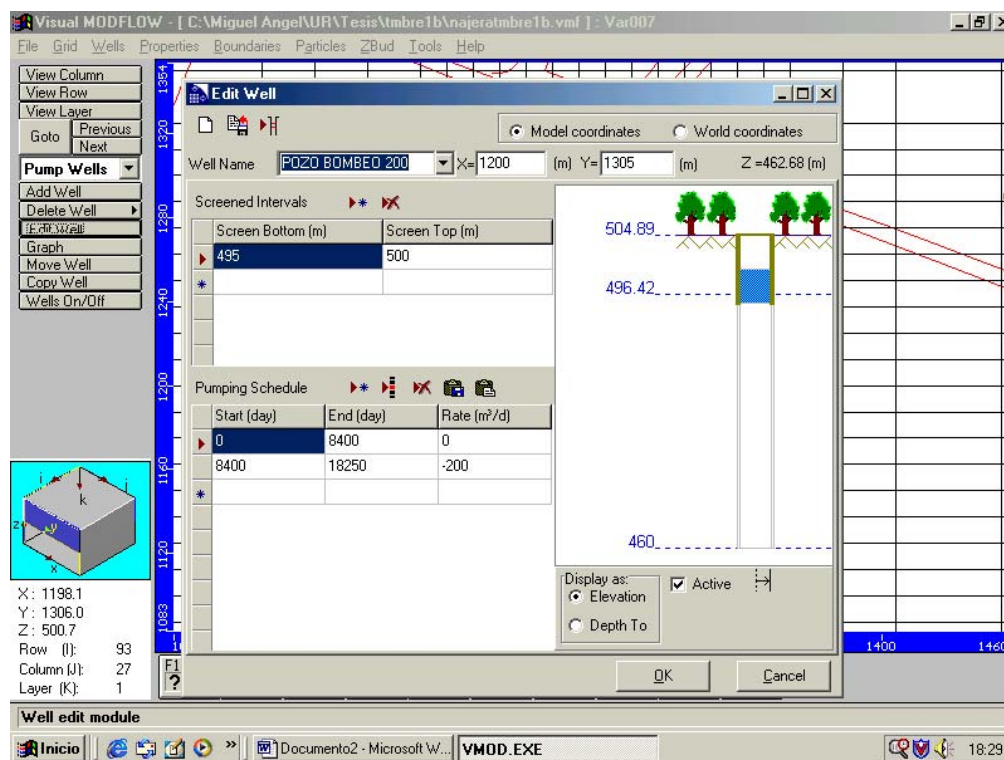 Visual MODFLOW - [ C:\Miguel Angel\UR\Tesis\tmbre1b\najeratmbre1b.vmf ] : Var007
File Grid Wells Properties Boundaries Particles ZBud Tools Help
View Column
View Row
View Layer
Goto Previous
Next
Pump Wells
Add Well
Delete Well
Edit Well
Graph
Move Well
Copy Well
Wells On/Off
1354
1320
1280
1240
1200
1160
1120
1083
Edit Well
Model coordinates World coordinates
Well Name POZO BOMBEO 200 X= 1200 (m) Y= 1305 (m) Z =462.68 (m)
Screened Intervals
Screen Bottom (m) Screen Top (m)
495 500
504.89
496.42
460
Pumping Schedule
Start (day) End (day) Rate (m³/d)
0 8400 0
8400 18250 -200
Display as:
Elevation
Depth To
Active
OK Cancel
1400 1460
j i
k
z y
x
X : 1198.1
Y : 1306.0
Z : 500.7
Row (I): 93
Column (J): 27
Layer (K): 1
F1
?
Well edit module
Inicio » Documento2 - Microsoft W... VMOD.EXE 18:29